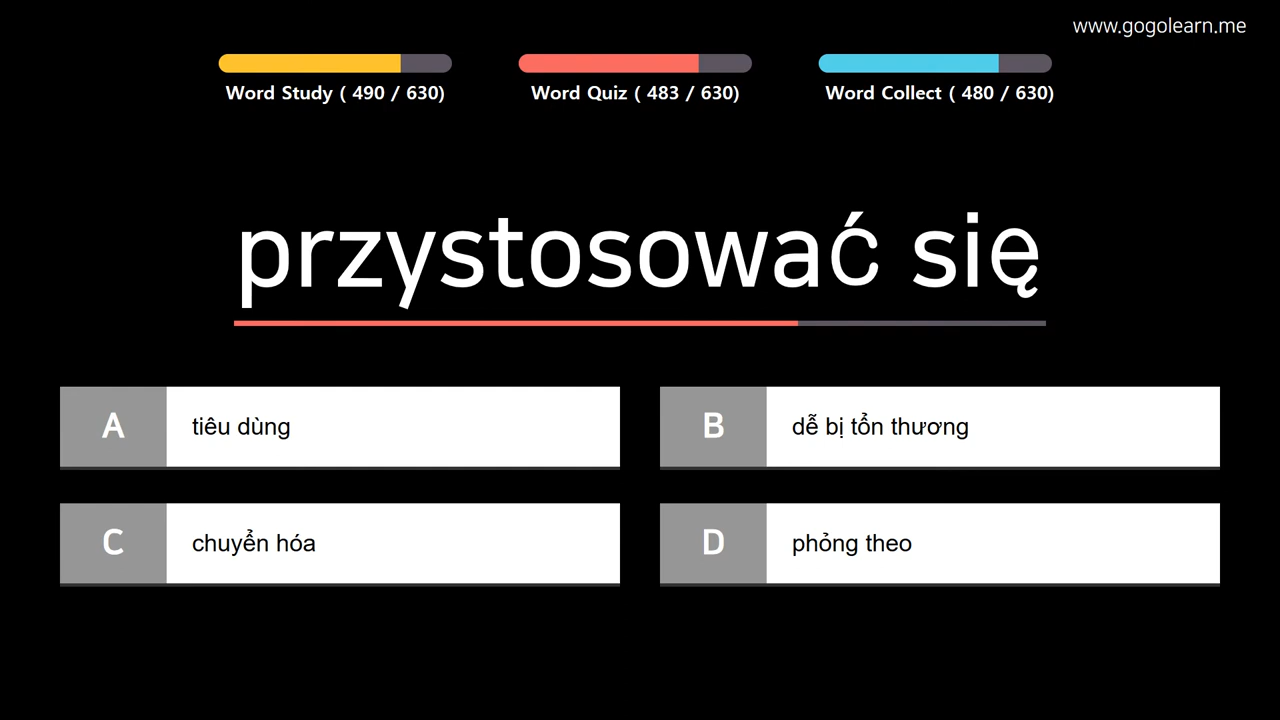 www.gogolearn.me
Word Study ( 490 / 630)
Word Quiz ( 483 / 630)
Word Collect ( 480 / 630)
przystosować się
A tiêu dùng
B dễ bị tổn thương
C chuyển hóa
D phỏng theo